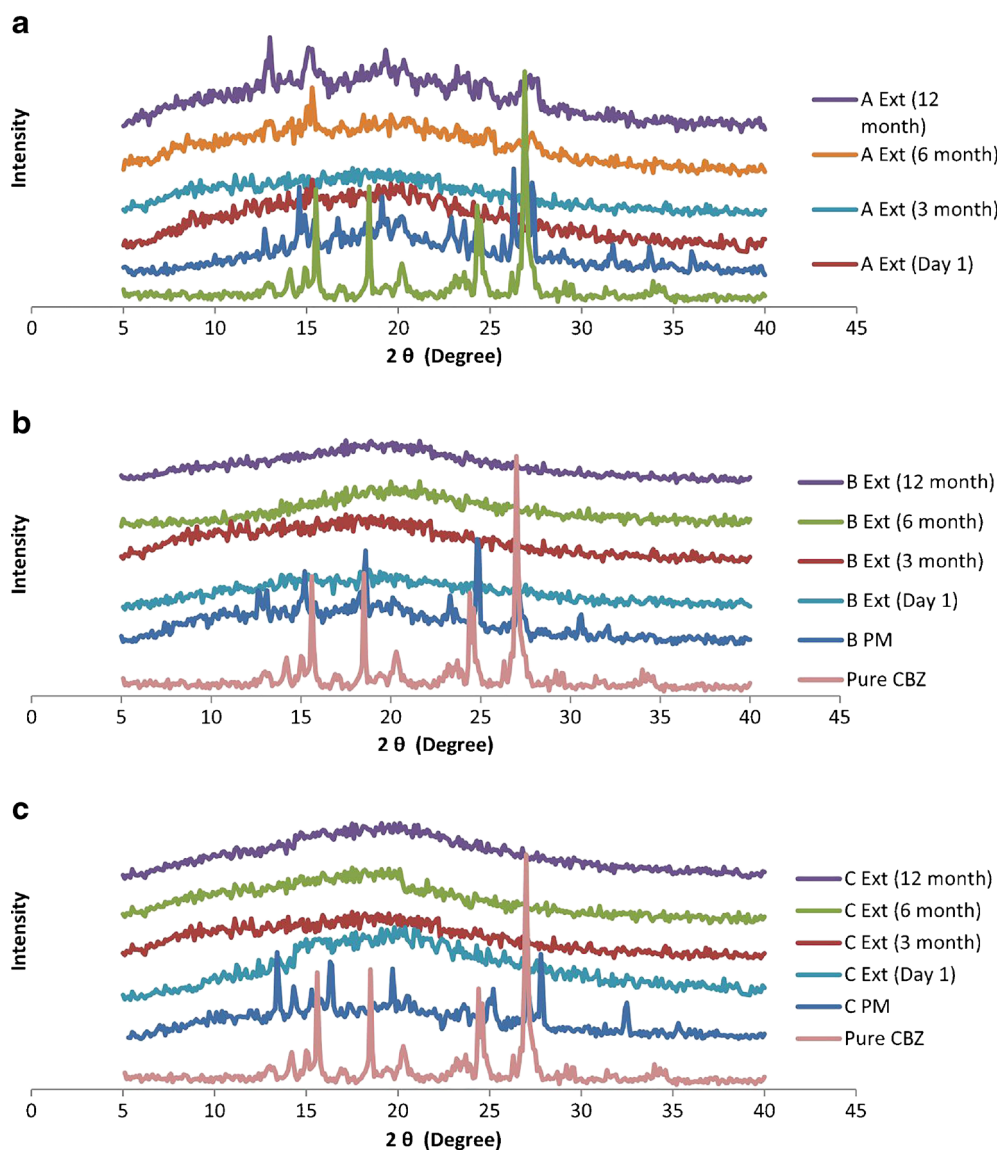 a
Intensity
A Ext (12
month)
A Ext (6 month)
A Ext (3 month)
A Ext (Day 1)
0 5 10 15 20 25 30 35 40 45
2 θ (Degree)
b
Intensity
B Ext (12 month)
B Ext (6 month)
B Ext (3 month)
B Ext (Day 1)
B PM
Pure CBZ
0 5 10 15 20 25 30 35 40 45
2 θ (Degree)
c
Intensity
C Ext (12 month)
C Ext (6 month)
C Ext (3 month)
C Ext (Day 1)
C PM
Pure CBZ
0 5 10 15 20 25 30 35 40 45
2 θ (Degree)